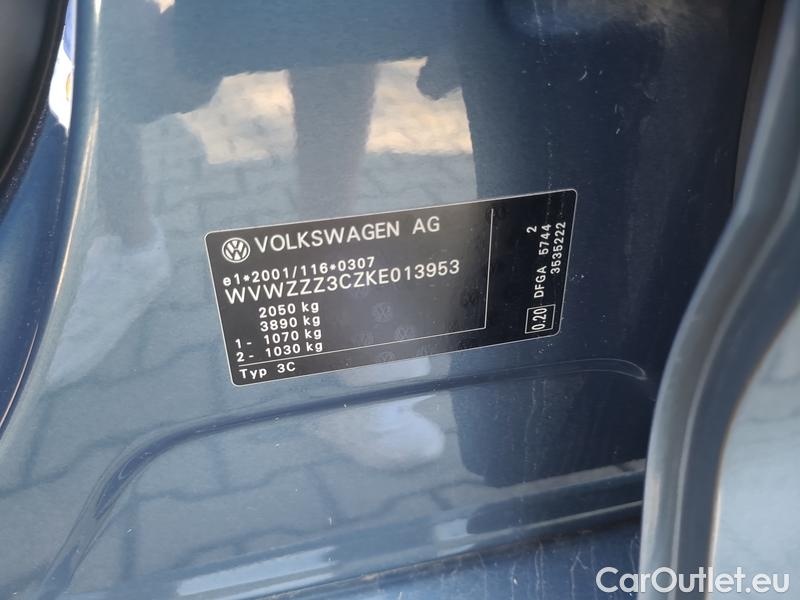 VOLKSWAGEN AG
e1*2001/116*0307
WVWZZZ3CZKE013953
2050 kg
3890 kg
1- 1070 kg
2- 1030 kg
Typ 3C
2
0.20 DFGA 5744
3535222
CarOutlet.eu